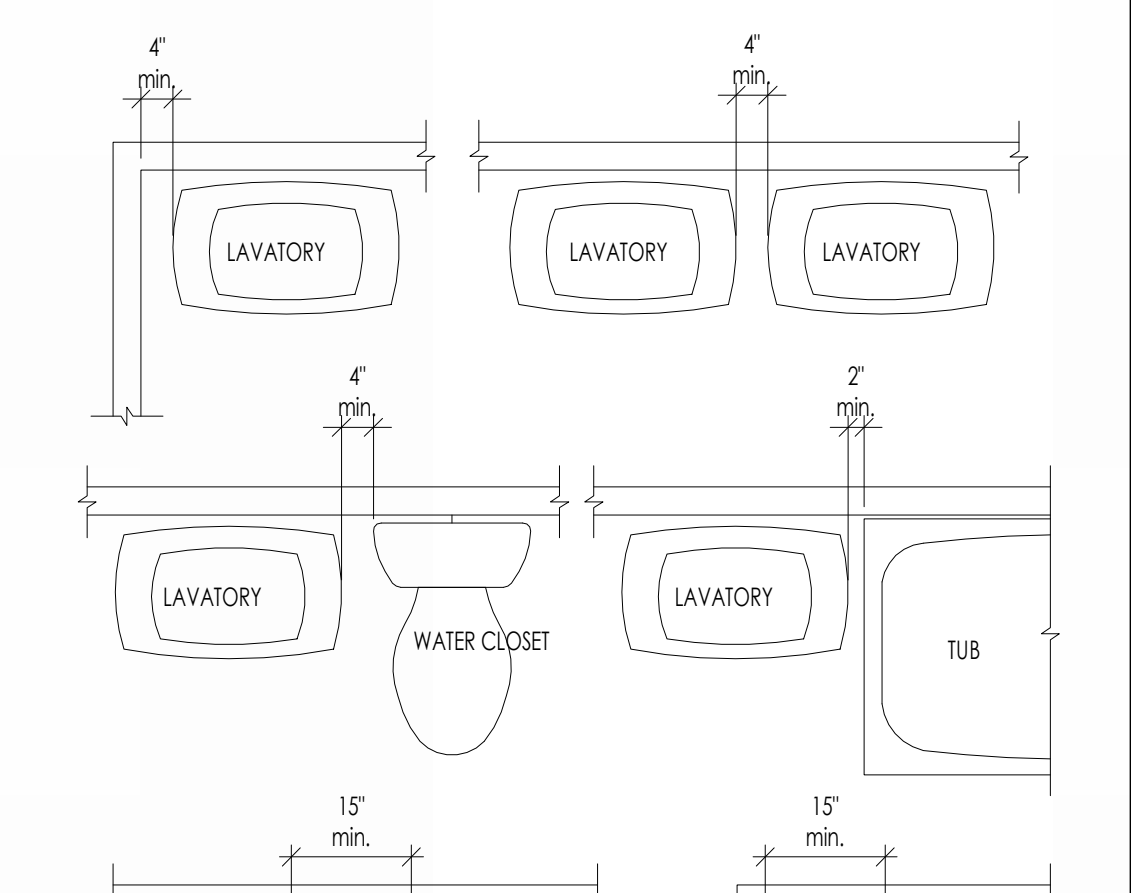 4"
min.
4"
min.
LAVATORY
LAVATORY
LAVATORY
4"
min.
2"
min.
LAVATORY
WATER CLOSET
LAVATORY
TUB
15"
min.
15"
min.